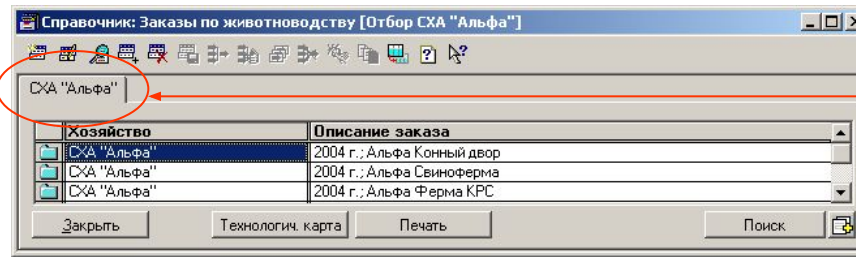 Справочник: Заказы по животноводству [Отбор СХА "Альфа"]
СХА "Альфа"
Хозяйство Описание заказа
СХА "Альфа" 2004 г.; Альфа Конный двор
СХА "Альфа" 2004 г.; Альфа Свиноферма
СХА "Альфа" 2004 г.; Альфа Ферма КРС
Закрыть Технологич. карта Печать Поиск